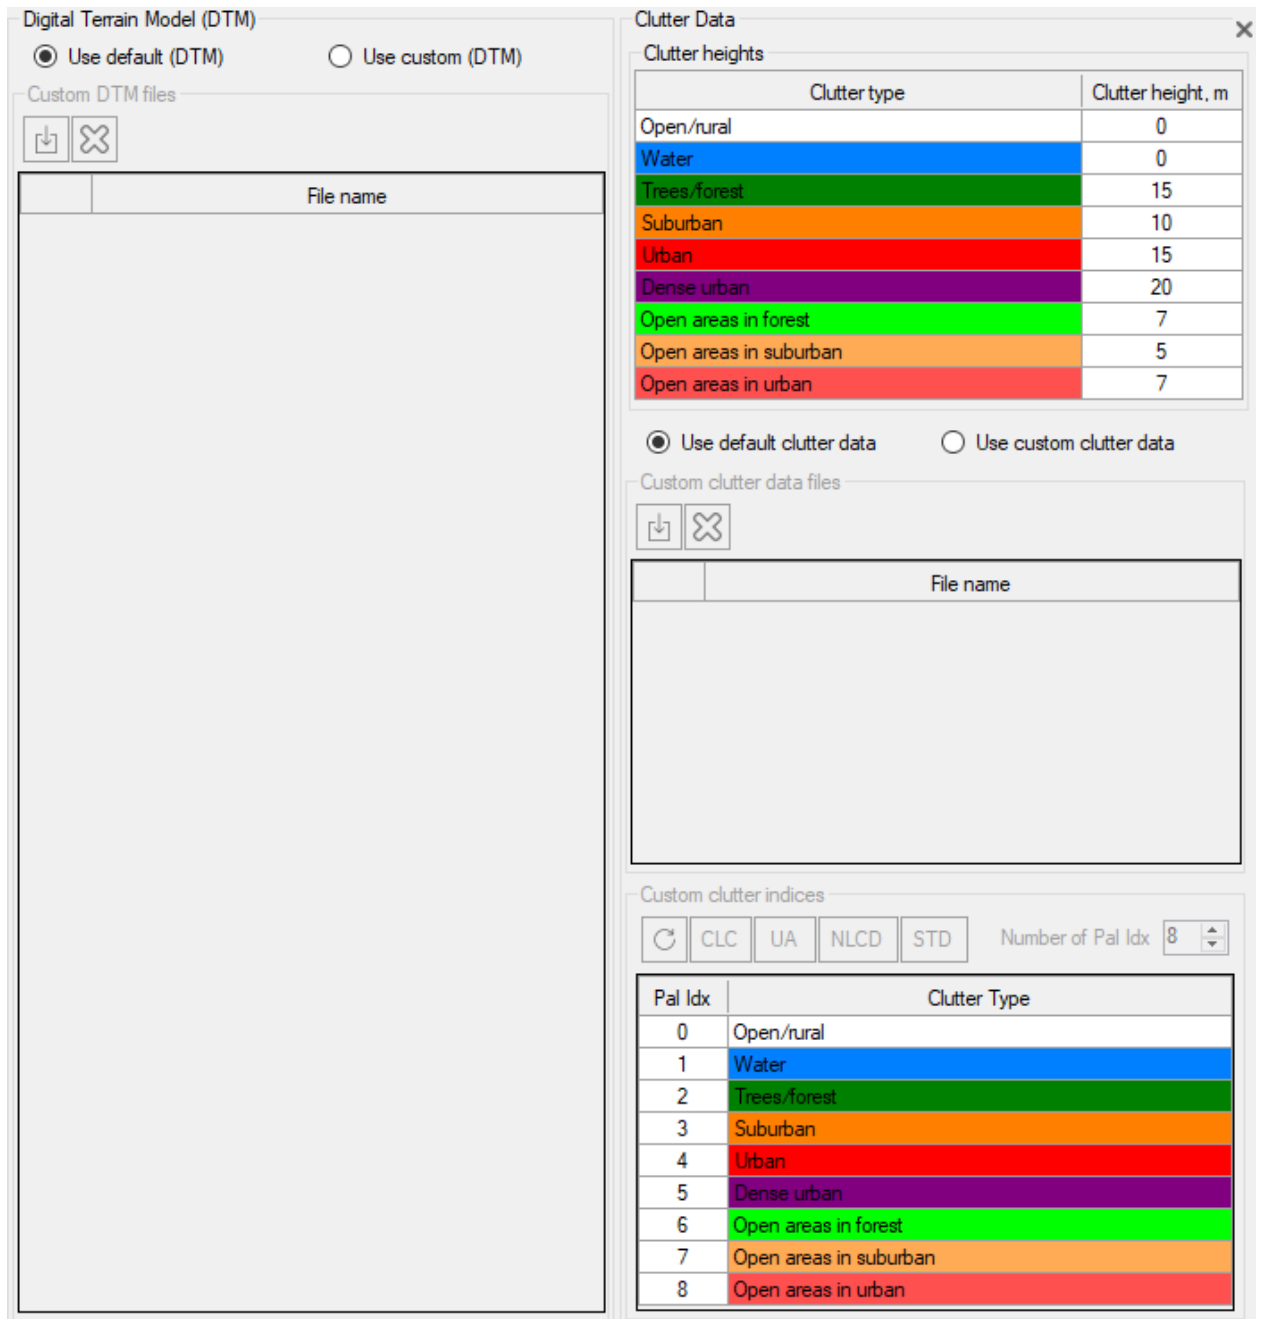 Digital Terrain Model (DTM)
Use default (DTM)
Use custom (DTM)
Custom DTM files
File name
Clutter Data
Clutter heights
Clutter type Clutter height, m
Open/rural 0
Water 0
Trees/forest 15
Suburban 10
Urban 15
Dense urban 20
Open areas in forest 7
Open areas in suburban 5
Open areas in urban 7
Use default clutter data
Use custom clutter data
Custom clutter data files
File name
Custom clutter indices
CLC UA NLCD STD Number of Pal Idx 8
Pal Idx Clutter Type
0 Open/rural
1 Water
2 Trees/forest
3 Suburban
4 Urban
5 Dense urban
6 Open areas in forest
7 Open areas in suburban
8 Open areas in urban